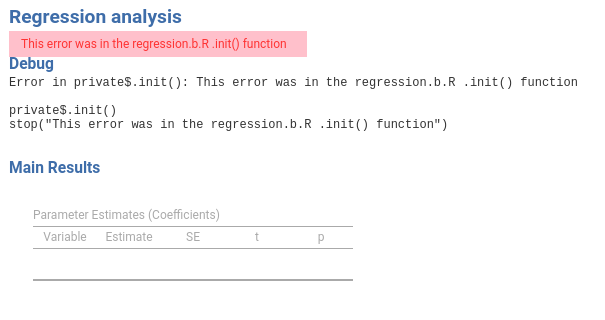 Regression analysis
This error was in the regression.b.R .init() function
Debug
Error in private$.init(): This error was in the regression.b.R .init() function
private$.init()
stop("This error was in the regression.b.R .init() function")
Main Results
Parameter Estimates (Coefficients)
Variable Estimate SE t p